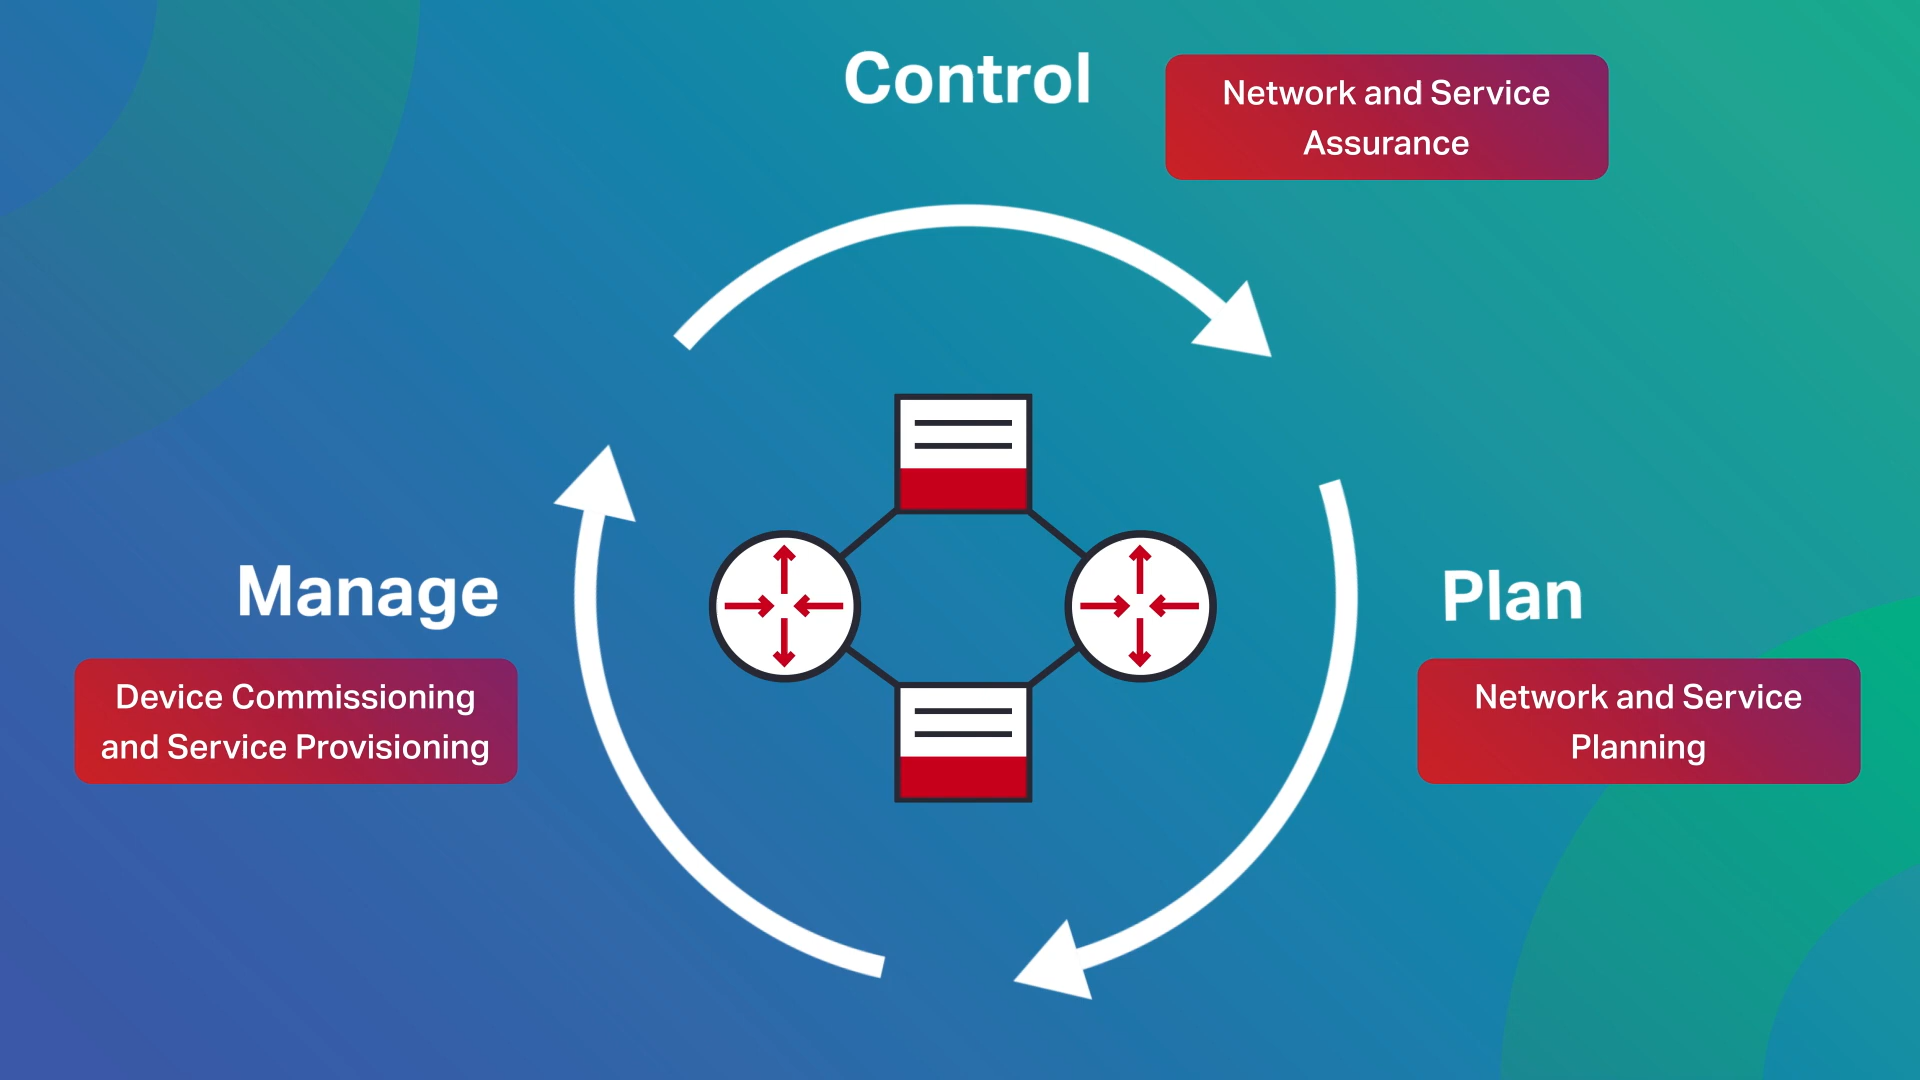 Control
Network and Service
Assurance
Manage
Device Commissioning
and Service Provisioning
Plan
Network and Service
Planning